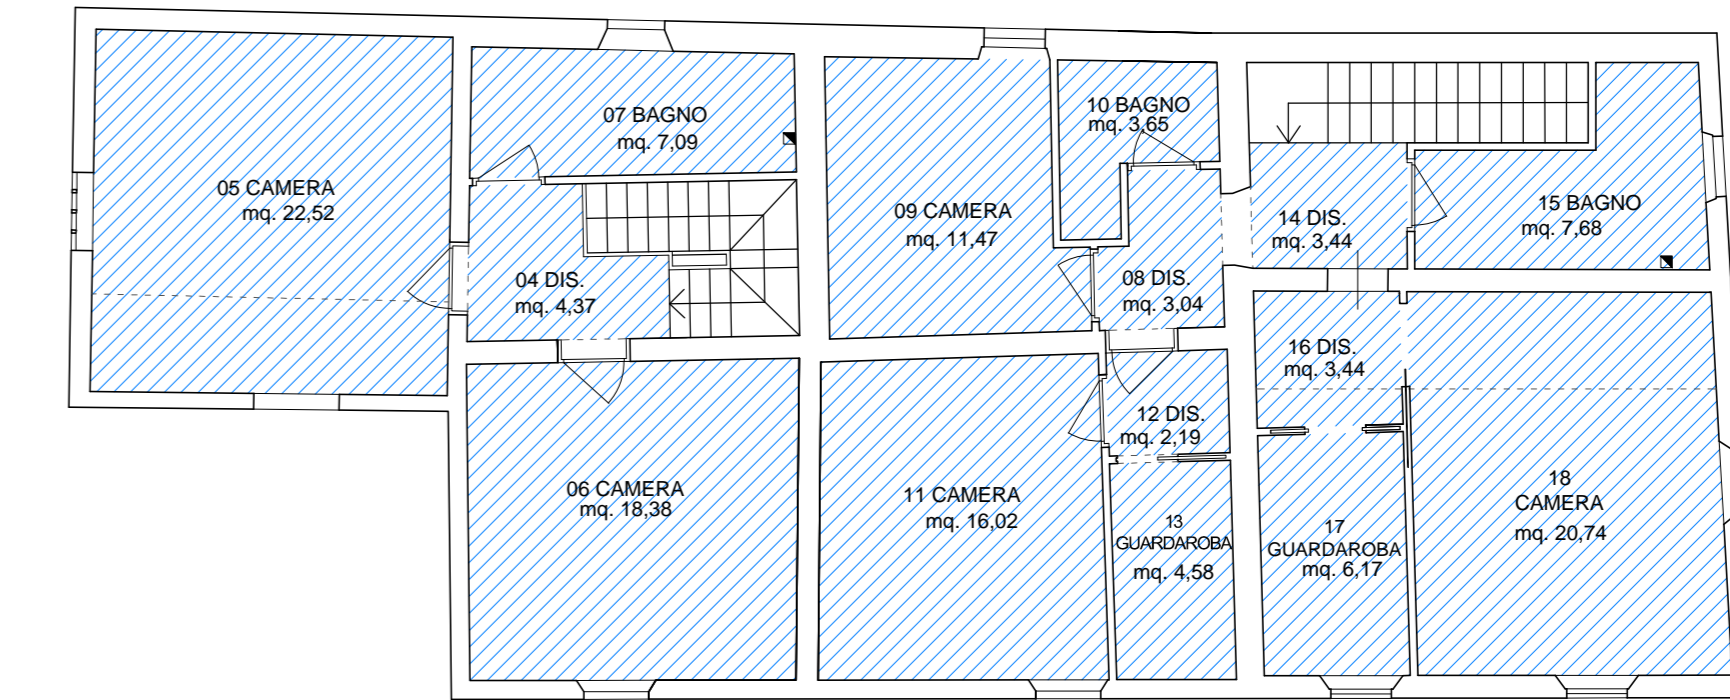 05 CAMERA
mq. 22,52
07 BAGNO
mq. 7,09
04 DIS.
mq. 4,37
06 CAMERA
mq. 18,38
09 CAMERA
mq. 11,47
10 BAGNO
mq. 3,65
08 DIS.
mq. 3,04
11 CAMERA
mq. 16,02
12 DIS.
mq. 2,19
13
GUARDAROBA
mq. 4,58
14 DIS.
mq. 3,44
15 BAGNO
mq. 7,68
16 DIS.
mq. 3,44
17
GUARDAROBA
mq. 6,17
18
CAMERA
mq. 20,74